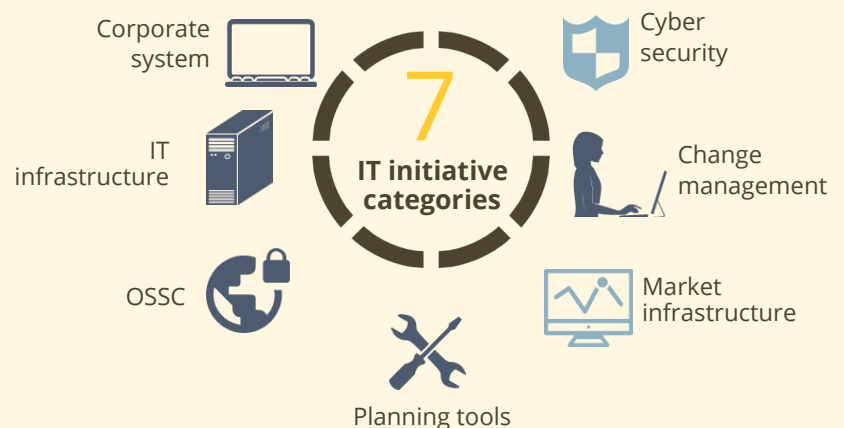 Corporate
system
Cyber
security
7
IT initiative
categories
IT
infrastructure
Change
management
OSSC
Market
infrastructure
Planning tools